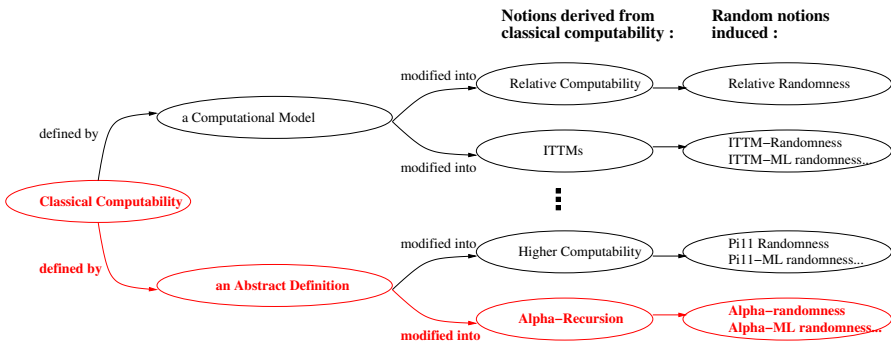 Notions derived from
classical computability :
Random notions
induced :
modified into
Relative Computability
Relative Randomness
defined by
a Computational Model
modified into
ITTMs
ITTM−Randomness
ITTM−ML randomness...
Classical Computability
defined by
an Abstract Definition
modified into
Higher Computability
Pi11 Randomness
Pi11−ML randomness...
modified into
Alpha−Recursion
Alpha−randomness
Alpha−ML randomness...